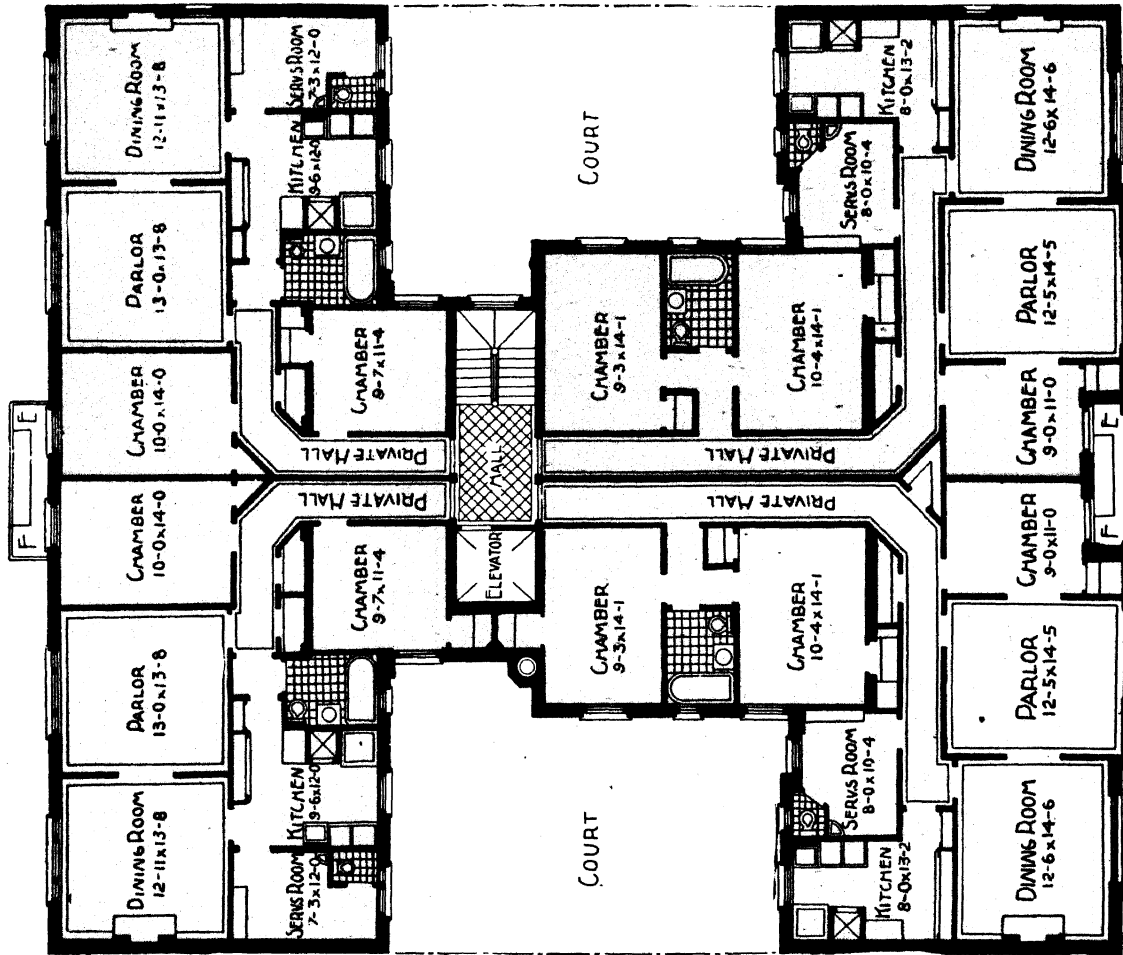 DINING ROOM
12-11x13-8
SERVS ROOM
7-3x12-0
KITCHEN
9-6x12-0
PARLOR
13-0x13-8
CHAMBER
10-0x14-0
CHAMBER
9-7x11-4
PRIVATE HALL
F
F
CHAMBER
10-0x14-0
CHAMBER
9-7x11-4
PRIVATE HALL
PARLOR
13-0x13-8
KITCHEN
9-6x12-0
DINING ROOM
12-11x13-8
SERVS ROOM
7-3x12-0
HALL
ELEVATOR
COURT
COURT
KITCHEN
8-0x13-2
DINING ROOM
12-6x14-6
SERVS ROOM
8-0x10-4
PARLOR
12-5x14-5
CHAMBER
9-3x14-1
CHAMBER
10-4x14-1
CHAMBER
9-0x11-0
PRIVATE HALL
PRIVATE HALL
F
F
CHAMBER
9-0x11-0
CHAMBER
9-3x14-1
CHAMBER
10-4x14-1
PARLOR
12-5x14-5
SERVS ROOM
8-0x10-4
KITCHEN
8-0x13-2
DINING ROOM
12-6x14-6